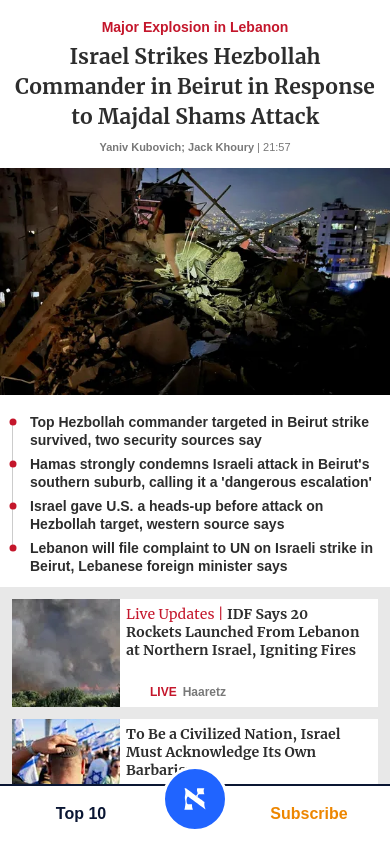 Major Explosion in Lebanon
Israel Strikes Hezbollah
Commander in Beirut in Response
to Majdal Shams Attack
Yaniv Kubovich; Jack Khoury | 21:57
Top Hezbollah commander targeted in Beirut strike
survived, two security sources say
Hamas strongly condemns Israeli attack in Beirut's
southern suburb, calling it a 'dangerous escalation'
Israel gave U.S. a heads-up before attack on
Hezbollah target, western source says
Lebanon will file complaint to UN on Israeli strike in
Beirut, Lebanese foreign minister says
Live Updates | IDF Says 20
Rockets Launched From Lebanon
at Northern Israel, Igniting Fires
LIVE Haaretz
To Be a Civilized Nation, Israel
Must Acknowledge Its Own
Top 10
א
Subscribe